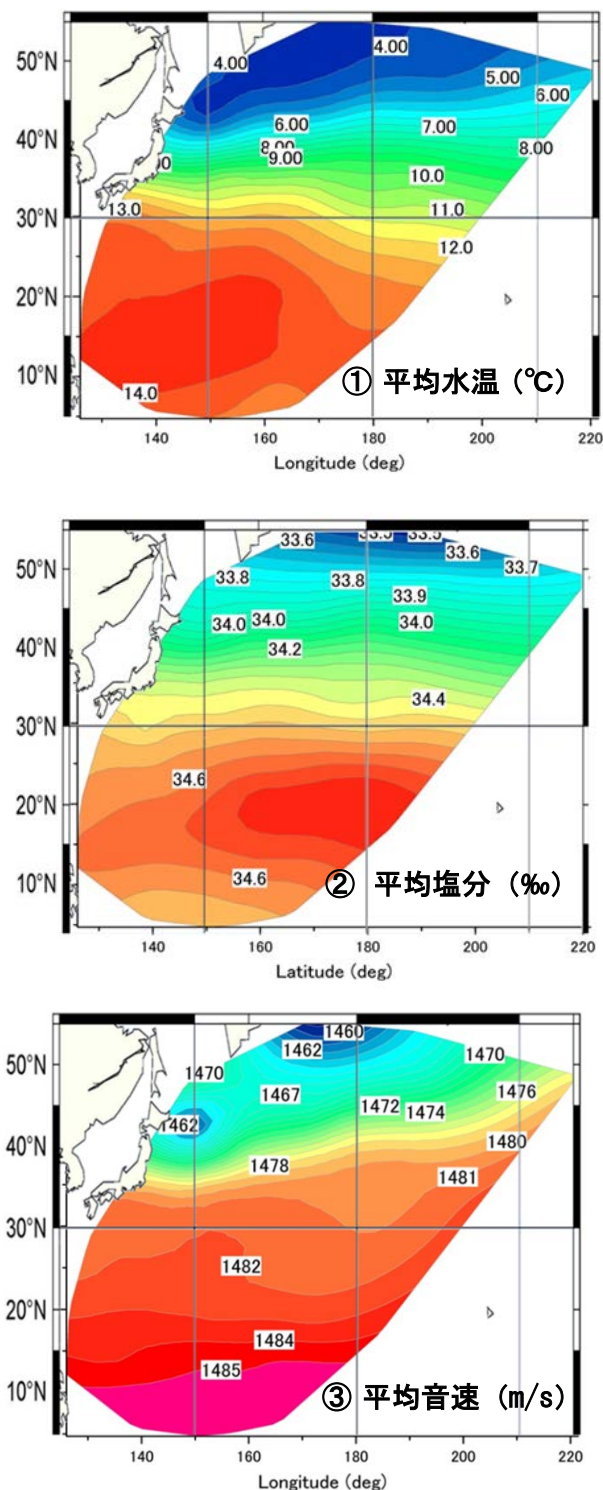 50°N
4.00
4.00
5.00
6.00
40°N
6.00
7.00
8.00
8.00
9.00
10.0
30°N
13.0
11.0
12.0
20°N
10°N
14.0
① 平均水温（℃）
140 160 180 200 220
Longitude (deg)
33.6
33.5
50°N
33.6
33.7
33.8
33.8
33.9
40°N
34.0
34.0
34.0
34.2
34.4
30°N
34.6
20°N
10°N
34.6
② 平均塩分（‰）
140 160 180 200 220
Latitude (deg)
1460
50°N
1462
1470
1470
1467
1476
1472
1474
40°N
1462
1480
1478
1481
30°N
1482
20°N
1484
10°N
1485
③ 平均音速（m/s）
140 160 180 200 220
Longitude (deg)